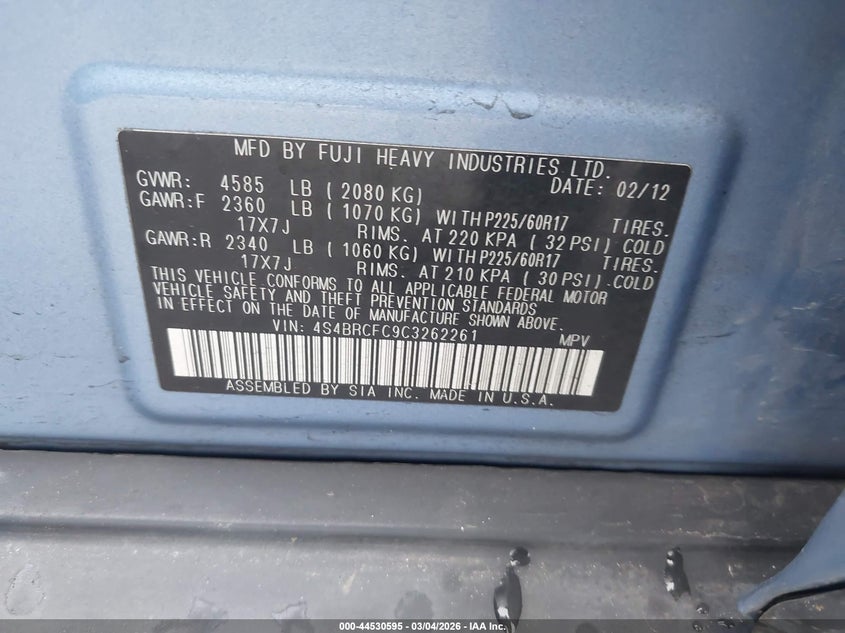 MFD BY FUJI HEAVY INDUSTRIES LTD.
GVWR: 4585 LB ( 2080 KG) DATE: 02/12
GAWR:F 2360 LB ( 1070 KG) WITH P225/60R17 TIRES.
17X7J RIMS. AT 220 KPA ( 32 PSI) COLD
GAWR:R 2340 LB ( 1060 KG) WITH P225/60R17 TIRES.
17X7J RIMS. AT 210 KPA ( 30 PSI).COLD
THIS VEHICLE CONFORMS TO ALL APPLICABLE FEDERAL MOTOR
VEHICLE SAFETY AND THEFT PREVENTION STANDARDS
IN EFFECT ON THE DATE OF MANUFACTURE SHOWN ABOVE.
VIN: 4S4BRCFC9C3262261 MPV
ASSEMBLED BY SIA INC. MADE IN U.S.A.
000-44530595 - 03/04/2026 - IAA Inc.